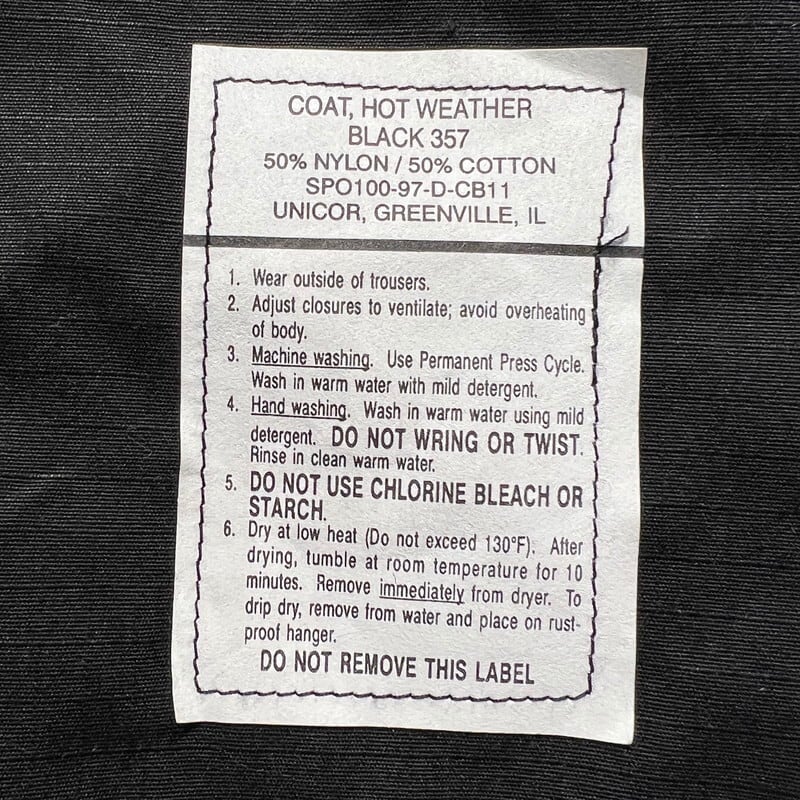 COAT, HOT WEATHER
BLACK 357
50% NYLON / 50% COTTON
SPO100-97-D-CB11
UNICOR, GREENVILLE, IL
1. Wear outside of trousers.
2. Adjust closures to ventilate; avoid overheating
of body.
3. Machine washing. Use Permanent Press Cycle.
Wash in warm water with mild detergent.
4. Hand washing. Wash in warm water using mild
detergent. DO NOT WRING OR TWIST.
Rinse in clean warm water.
5. DO NOT USE CHLORINE BLEACH OR
STARCH.
6. Dry at low heat (Do not exceed 130°F). After
drying, tumble at room temperature for 10
minutes. Remove immediately from dryer. To
drip dry, remove from water and place on rust-
proof hanger.
DO NOT REMOVE THIS LABEL